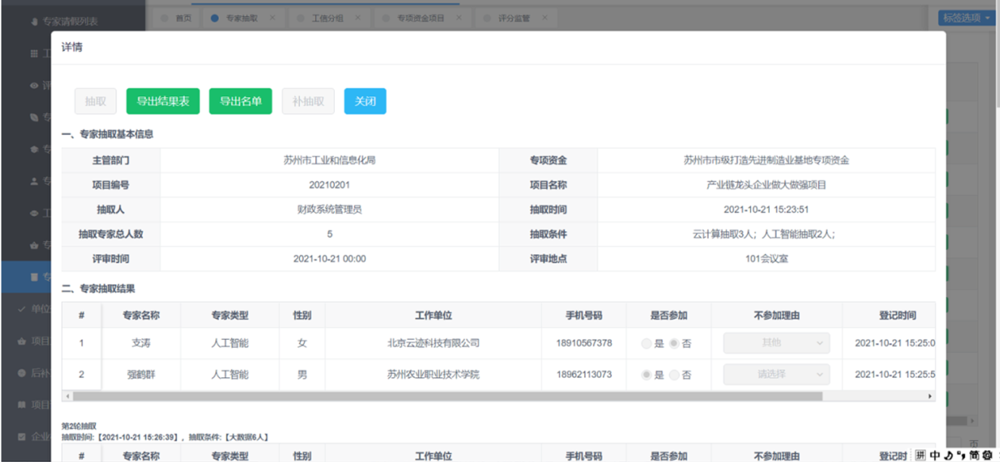 专家请假列表
首页 专家抽取 × 工信分组 × 专项资金项目 × 评分监管 × 标签选项
详情
工
评
抽取 导出结果表 导出名单 补抽取 关闭
专
一、专家抽取基本信息
专
主管部门 苏州市工业和信息化局 专项资金 苏州市市级打造先进制造业基地专项资金
专
项目编号 20210201 项目名称 产业链龙头企业做大做强项目
工
抽取人 财政系统管理员 抽取时间 2021-10-21 15:23:51
抽取专家总人数 5 抽取条件 云计算抽取3人；人工智能抽取2人；
专
评审时间 2021-10-21 00:00 评审地点 101会议室
专
二、专家抽取结果
单位
# 专家名称 专家类型 性别 工作单位 手机号码 是否参加 不参加理由 登记时间
项目
1 支涛 人工智能 女 北京云迹科技有限公司 18910567378 是 否 其他 2021-10-21 15:25:0
后补
2 强鹤群 人工智能 男 苏州农业职业技术学院 18962113073 是 否 请选择 2021-10-21 15:25:5
项目
第2轮抽取
企业
抽取时间:【2021-10-21 15:26:39】，抽取条件:【大数据6人】
页
# 专家名称 专家类型 性别 工作单位 手机号码 是否参加 不参加理由 登记时
拼 中 简